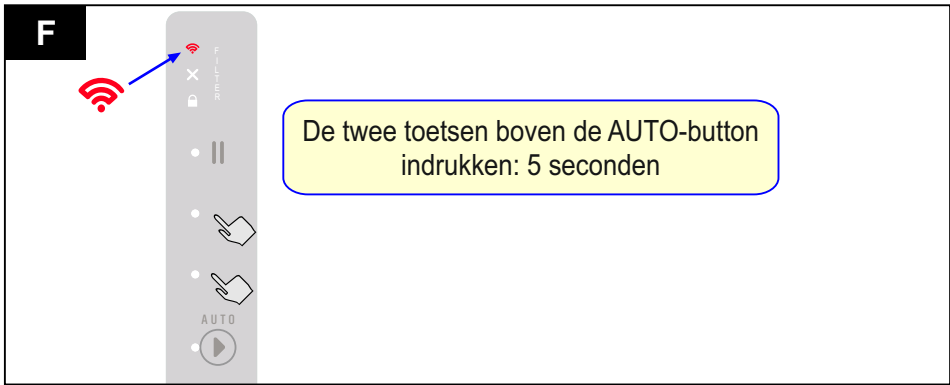 F
FILTER
De twee toetsen boven de AUTO-button
indrukken: 5 seconden
AUTO